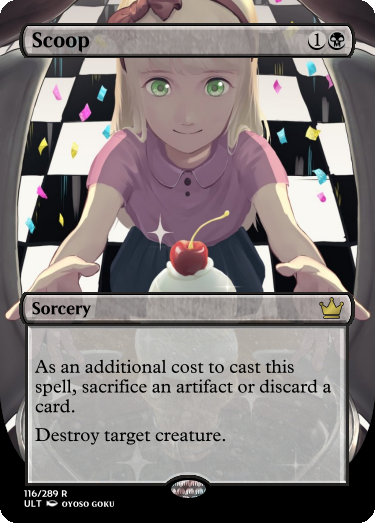 Scoop 1
Sorcery
As an additional cost to cast this
spell, sacrifice an artifact or discard a
card.
Destroy target creature.
116/289 R
ULT OYOSO GOKU